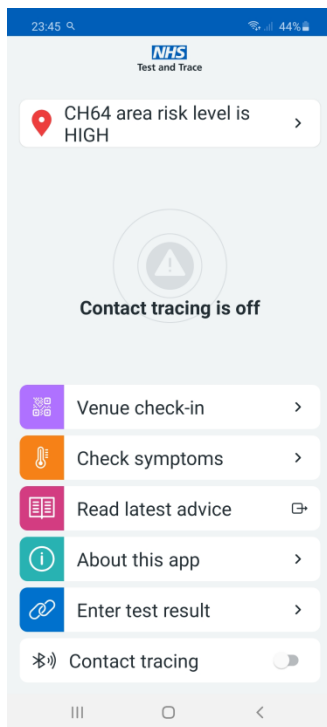 23:45 44%
NHS
Test and Trace
CH64 area risk level is
HIGH
Contact tracing is off
Venue check-in
Check symptoms
Read latest advice
About this app
Enter test result
Contact tracing